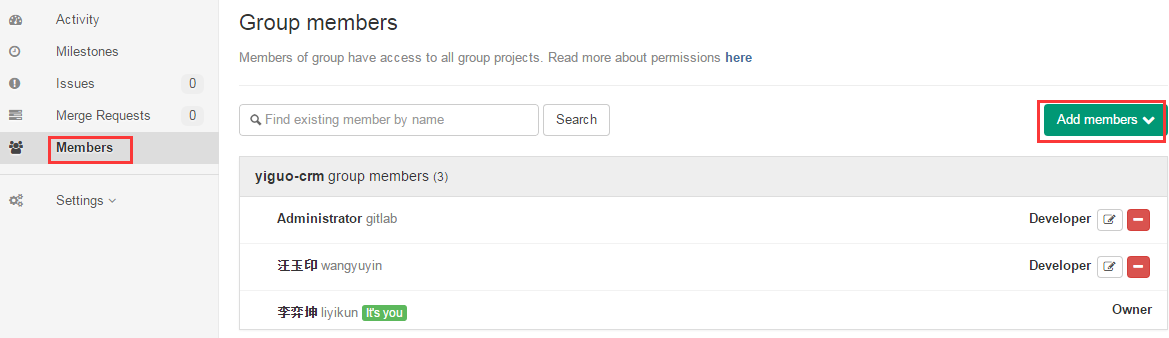 Activity
Milestones
Issues 0
Merge Requests 0
Members
Settings
Group members
Members of group have access to all group projects. Read more about permissions here
Find existing member by name Search Add members
yiguo-crm group members (3)
Administrator gitlab Developer
汪玉印 wangyuyin Developer
李弈坤 liyikun It's you Owner